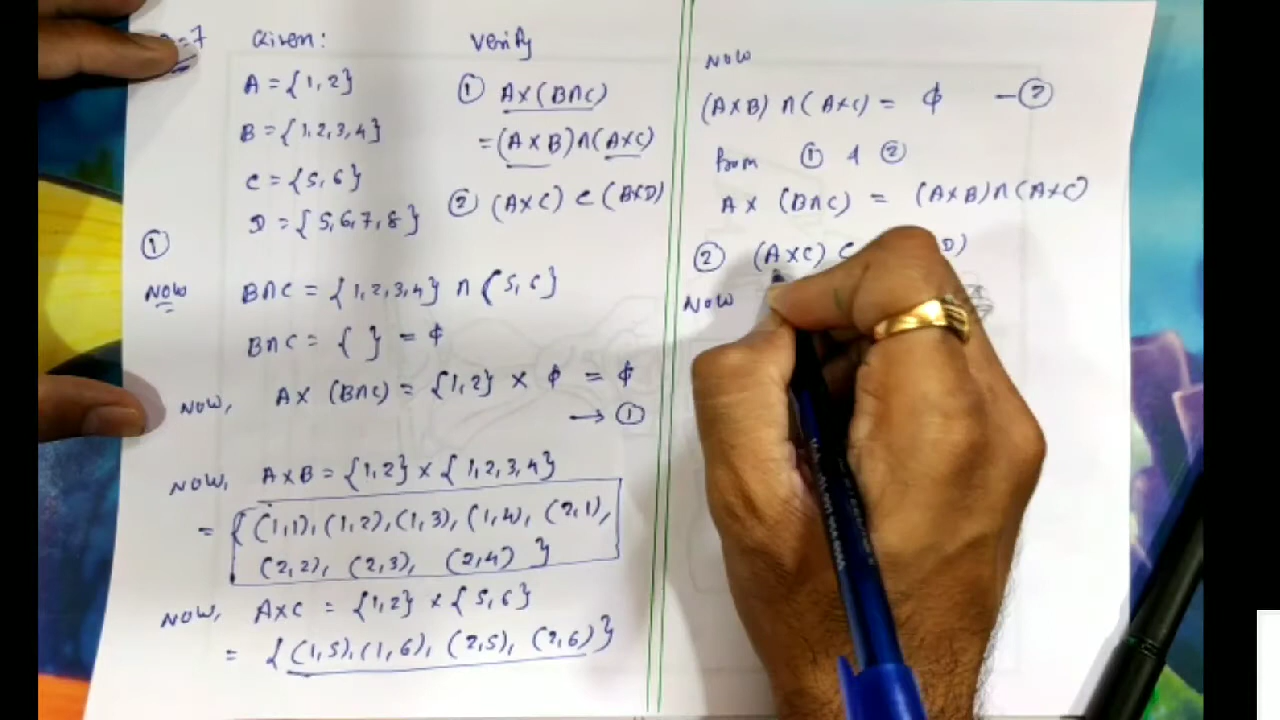 -7 Given: Verify
A = {1,2}
B = {1,2,3,4}
C = {5,6}
D = {5,6,7,8}
① A×(B∩C)
=(A×B)∩(A×C)
② (A×C) ⊂ (B×D)
①
Now B∩C = {1,2,3,4} ∩ {5,6}
B∩C = { } = ϕ
Now, A× (B∩C) = {1,2} × ϕ = ϕ
→ ①
Now, A×B = {1,2} × {1,2,3,4}
= { (1,1), (1,2), (1,3), (1,4), (2,1),
(2,2), (2,3), (2,4) }
Now, A×C = {1,2} × {5,6}
= { (1,5), (1,6), (2,5), (2,6) }
Now
(A×B) ∩ (A×C) = ϕ —②
from ① & ②
A × (B∩C) = (A×B)∩(A×C)
② (A×C) ⊂ D)
Now